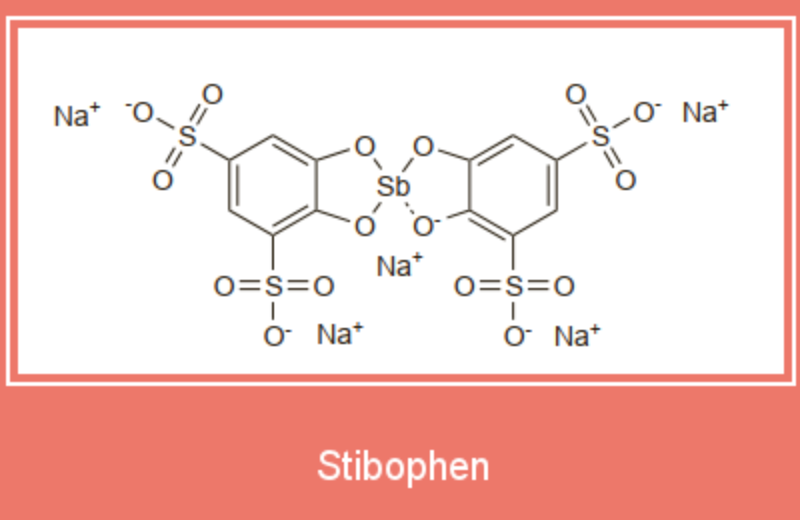 Na⁺ ⁻O O O O⁻ Na⁺
S O O S
O Sb O
O O⁻
Na⁺
O=S=O O=S=O
O⁻ Na⁺ O⁻ Na⁺
Stibophen